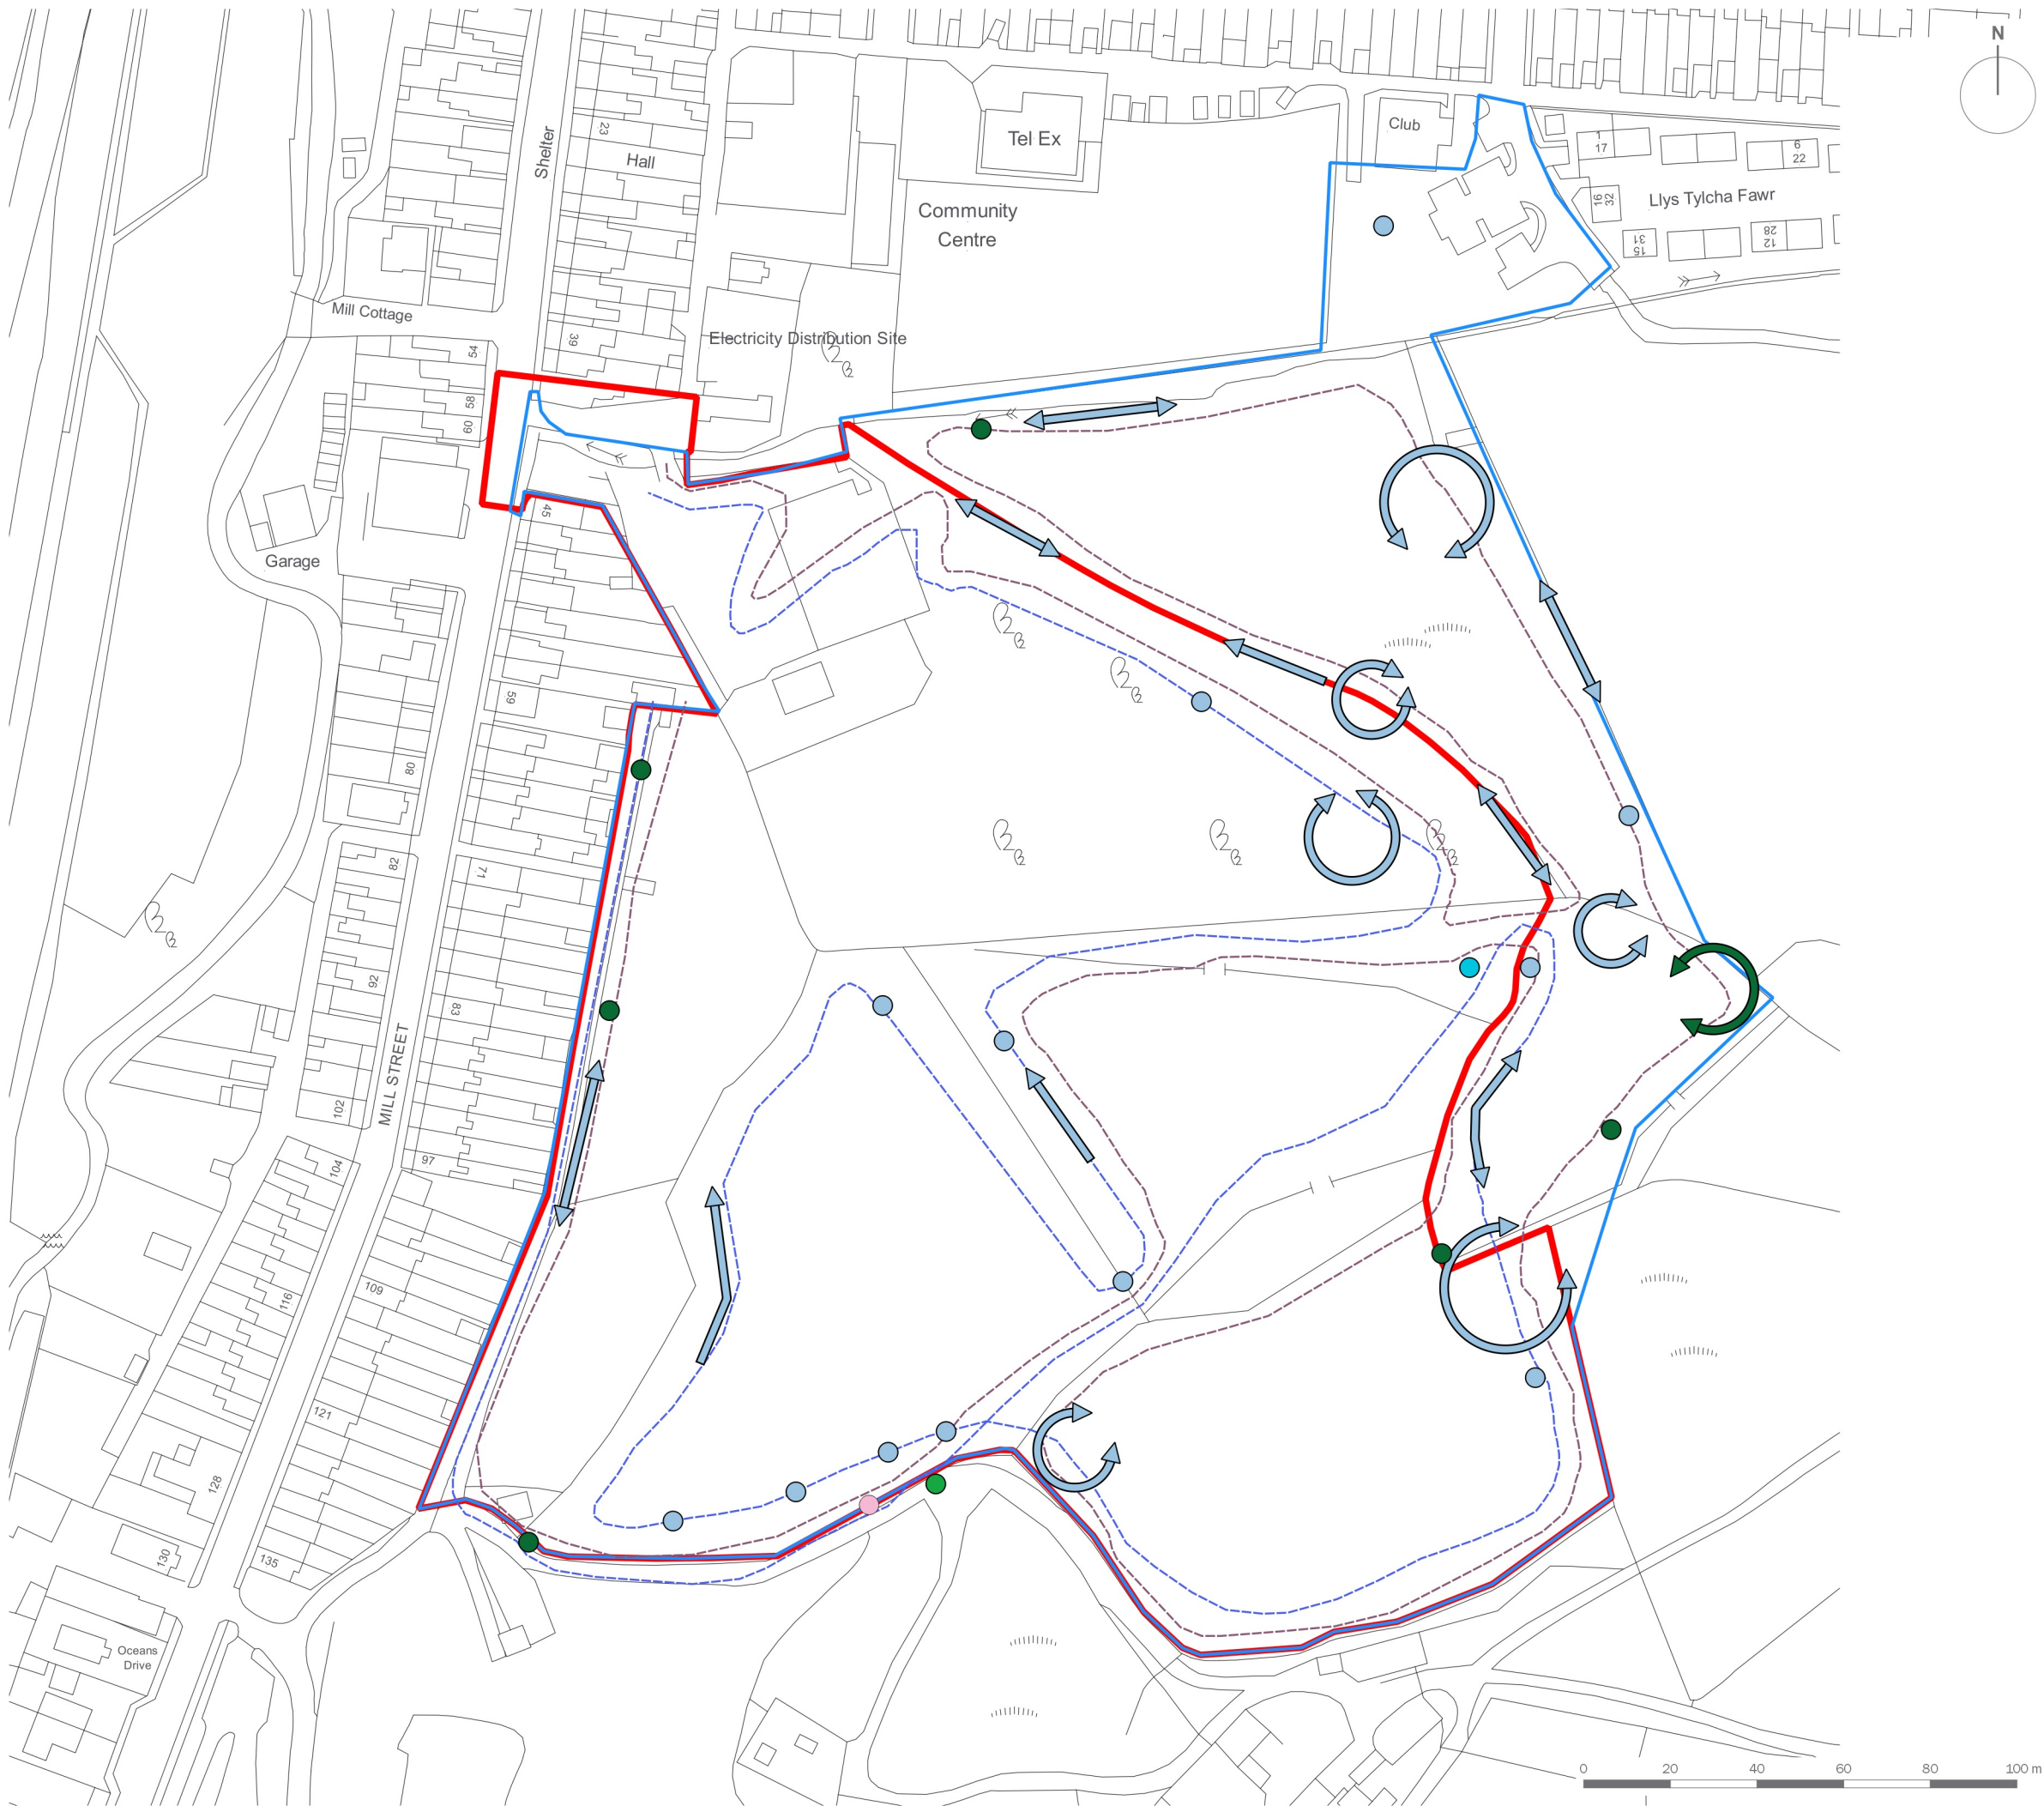 N
Shelter
23
Hall
Tel Ex
Club
1
17
6
22
Llys Tylcha Fawr
16
32
15
31
28
12
Community
Centre
Mill Cottage
54
39
Electricity Distribution Site
58
60
45
Garage
59
80
82
71
92
83
MILL STREET
102
97
104
109
116
121
128
130
135
Oceans
Drive
0 20 40 60 80 100 m